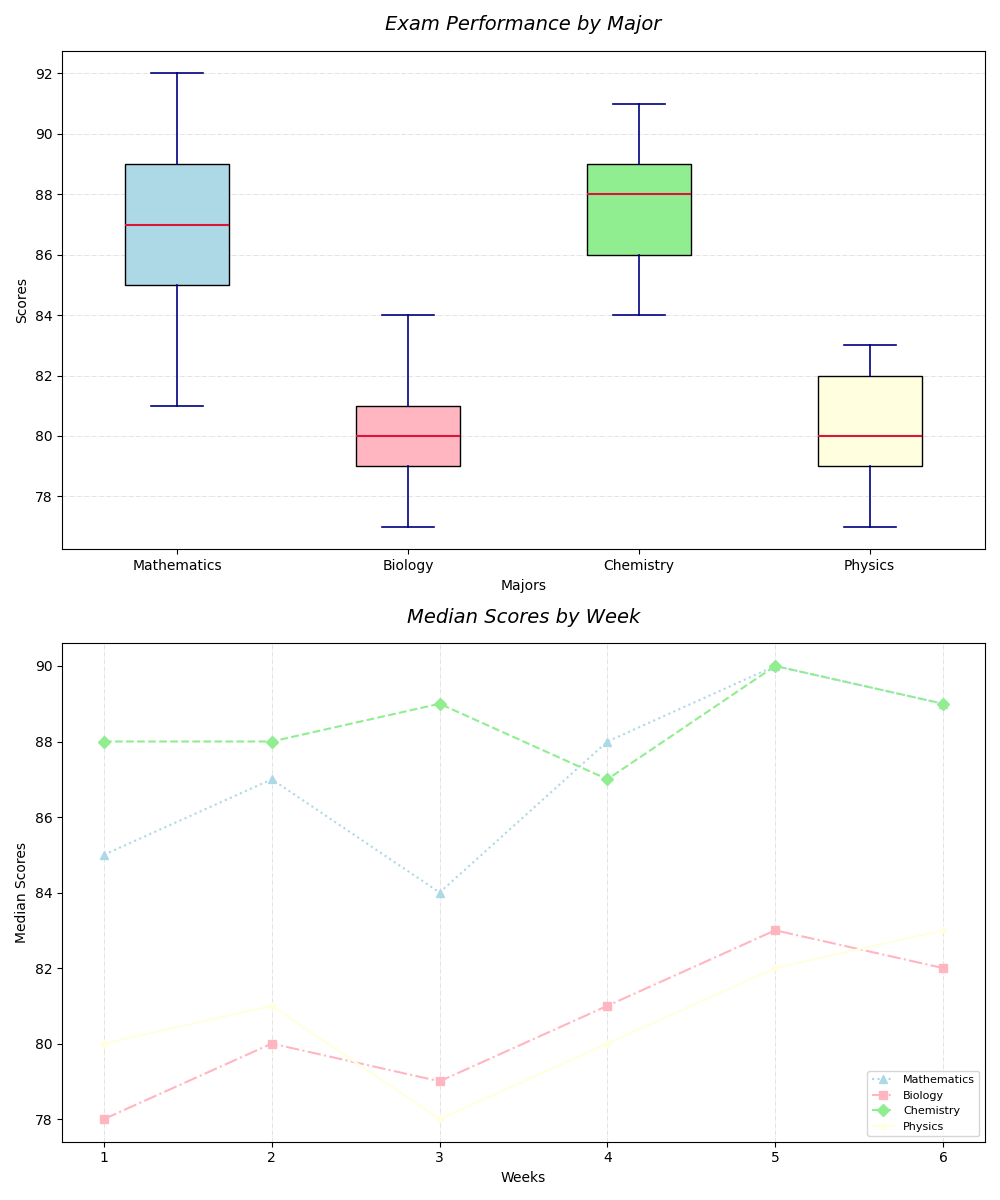 Exam Performance by Major
92
90
88
86
84
82
80
78
Scores
Mathematics Biology Chemistry Physics
Majors
Median Scores by Week
90
88
86
84
82
80
78
Median Scores
Mathematics
Biology
Chemistry
Physics
1 2 3 4 5 6
Weeks